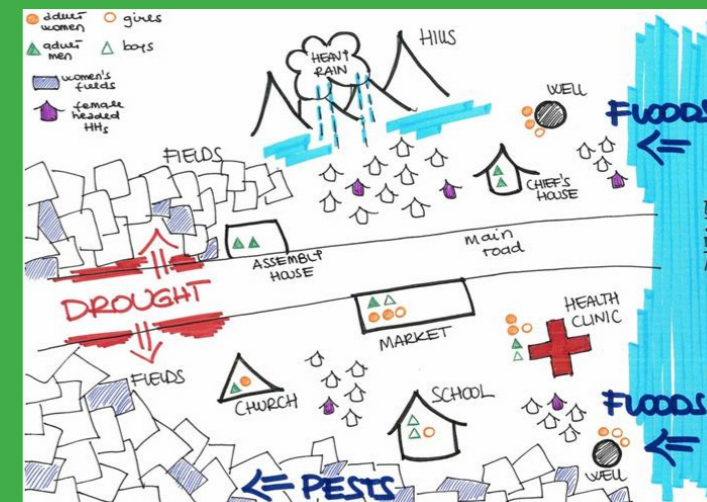 adult women
girls
adult men
boys
women's fields
female headed HHs
HEAVY RAIN
HILLS
WELL
FLOODS
FIELDS
CHIEF'S HOUSE
ASSEMBLY HOUSE
Main road
DROUGHT
MARKET
HEALTH CLINIC
FIELDS
CHURCH
SCHOOL
FLOODS
PESTS
WELL